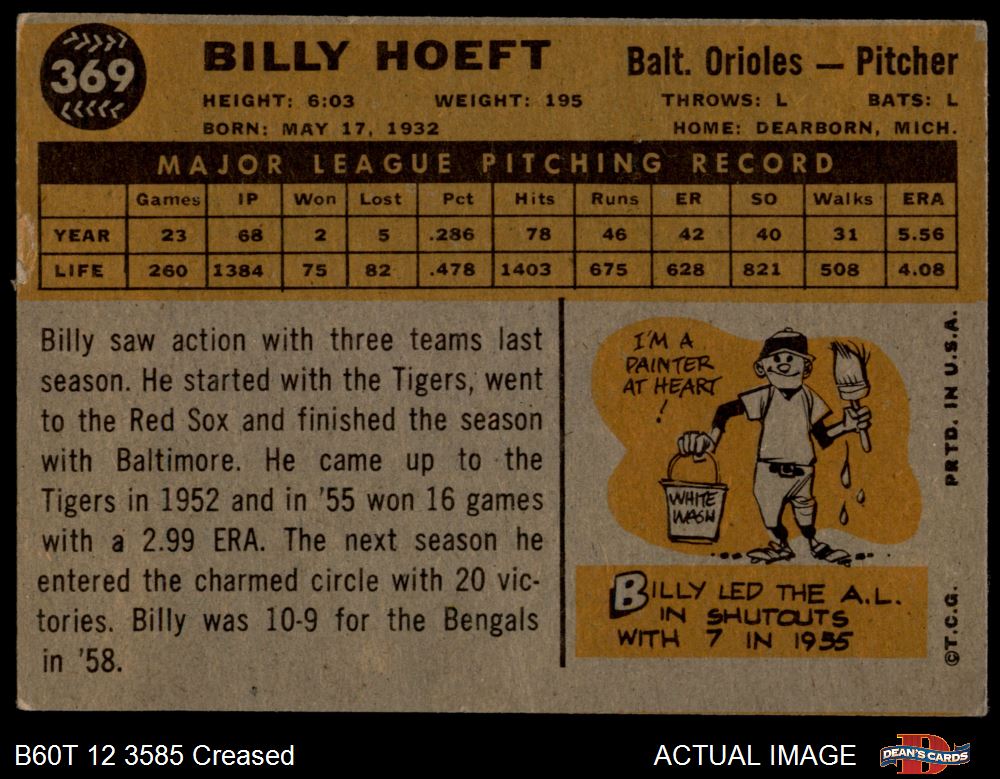 369
BILLY HOEFT
Balt. Orioles — Pitcher
HEIGHT: 6:03 WEIGHT: 195 THROWS: L BATS: L
BORN: MAY 17, 1932 HOME: DEARBORN, MICH.
MAJOR LEAGUE PITCHING RECORD
Games IP Won Lost Pct Hits Runs ER SO Walks ERA
YEAR 23 68 2 5 .286 78 46 42 40 31 5.56
LIFE 260 1384 75 82 .478 1403 675 628 821 508 4.08
Billy saw action with three teams last
season. He started with the Tigers, went
to the Red Sox and finished the season
with Baltimore. He came up to the
Tigers in 1952 and in '55 won 16 games
with a 2.99 ERA. The next season he
entered the charmed circle with 20 vic-
tories. Billy was 10-9 for the Bengals
in '58.
I'M A
PAINTER
AT HEART
!
WHITE
WASH
BILLY LED THE A.L.
IN SHUTOUTS
WITH 7 IN 1955
©T.C.G. PRTD. IN U.S.A.
B60T 12 3585 Creased
ACTUAL IMAGE
DEAN'S CARDS